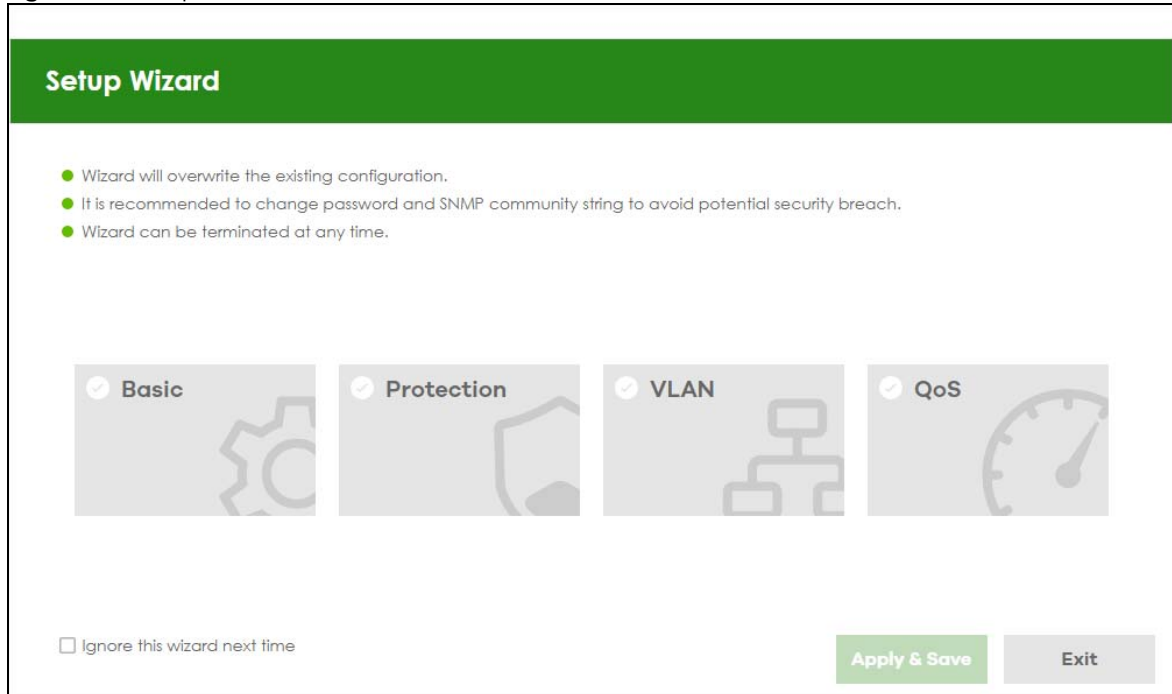 Setup Wizard
Wizard will overwrite the existing configuration.
It is recommended to change password and SNMP community string to avoid potential security breach.
Wizard can be terminated at any time.
Basic
Protection
VLAN
QoS
Ignore this wizard next time
Apply & Save
Exit